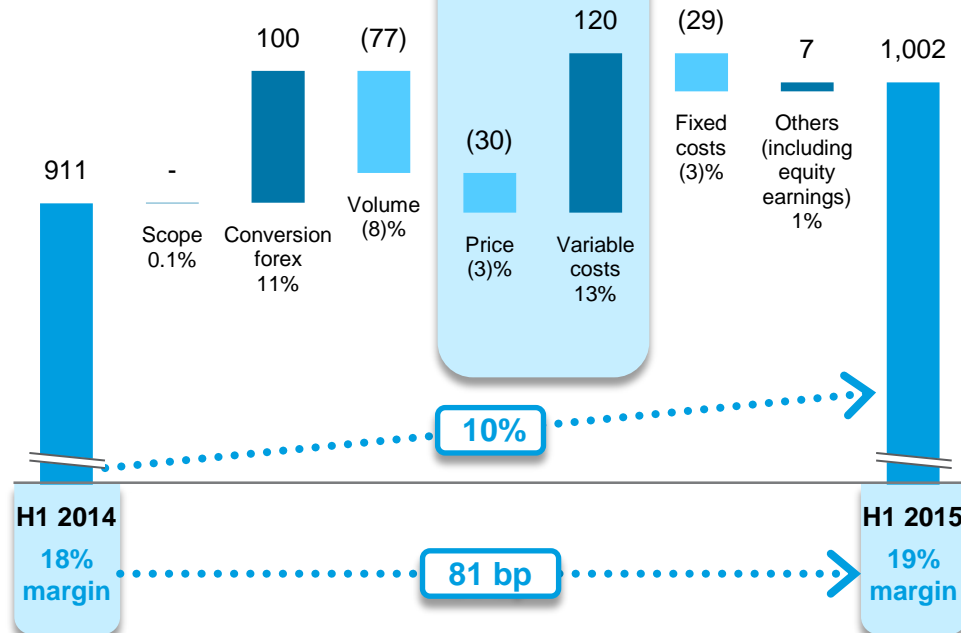 911
-
Scope
0.1%
100
Conversion
forex
11%
(77)
Volume
(8)%
(30)
Price
(3)%
120
Variable
costs
13%
(29)
Fixed
costs
(3)%
7
Others
(including
equity
earnings)
1%
1,002
10%
H1 2014
18%
margin
81 bp
H1 2015
19%
margin